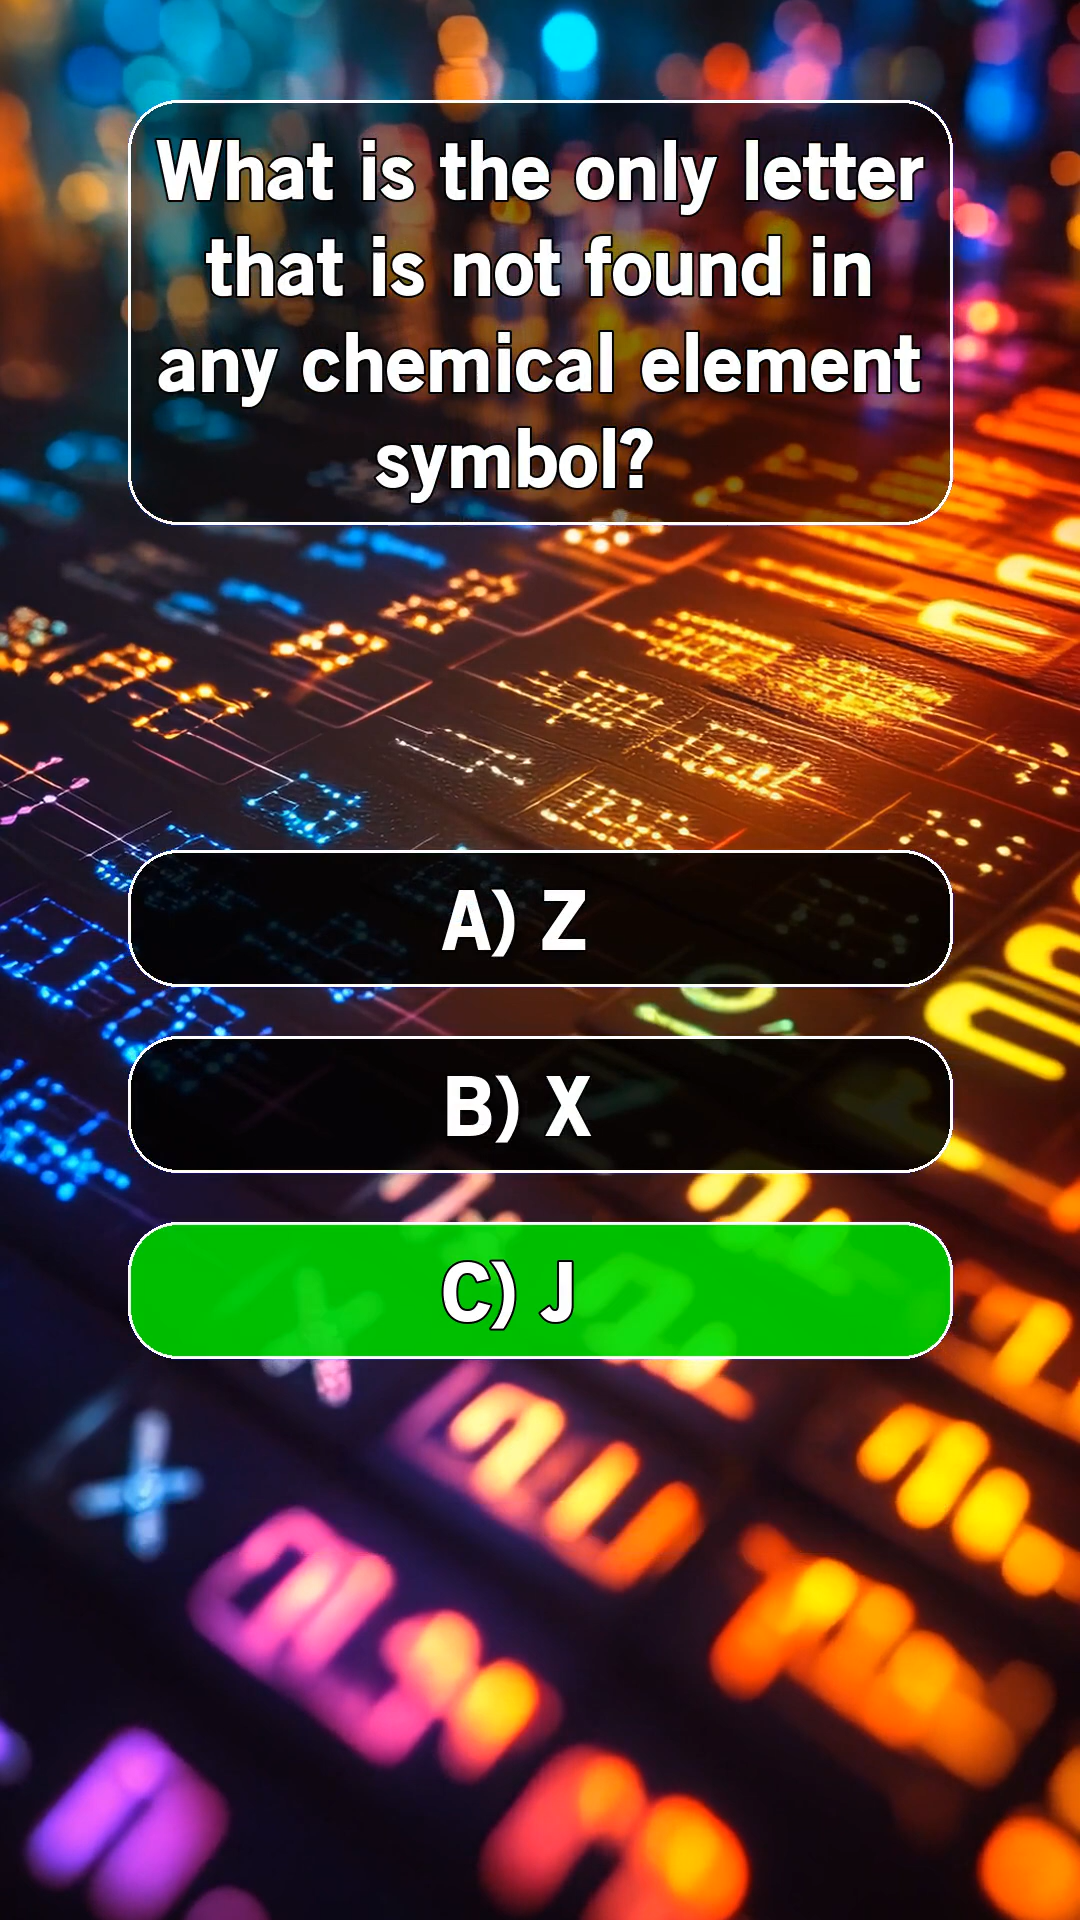 What is the only letter
that is not found in
any chemical element
symbol?
A) Z
B) X
C) J